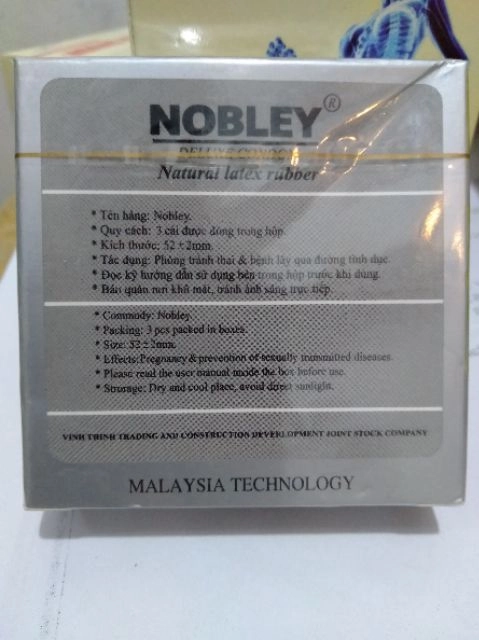 NOBLEY®
DELUXE CONDOM
Natural latex rubber
* Tên hàng: Nobley.
* Quy cách: 3 cái được đóng trong hộp.
* Kích thước: 52 ± 2mm.
* Tác dụng: Phòng tránh thai & bệnh lây qua đường tình dục.
* Đọc kỹ hướng dẫn sử dụng bên trong hộp trước khi dùng.
* Bảo quản nơi khô mát, tránh ánh sáng trực tiếp.
* Commody: Nobley.
* Packing: 3 pcs packed in boxes.
* Size: 52 ± 2mm.
* Effects:Pregnancy & prevention of sexually transmitted diseases.
* Please read the user manual inside the box before use.
* Strorage: Dry and cool place, avoid direct sunlight.
VINH THINH TRADING AND CONSTRUCTION DEVERLOPMENT JOINT STOCK COMPANY
MALAYSIA TECHNOLOGY